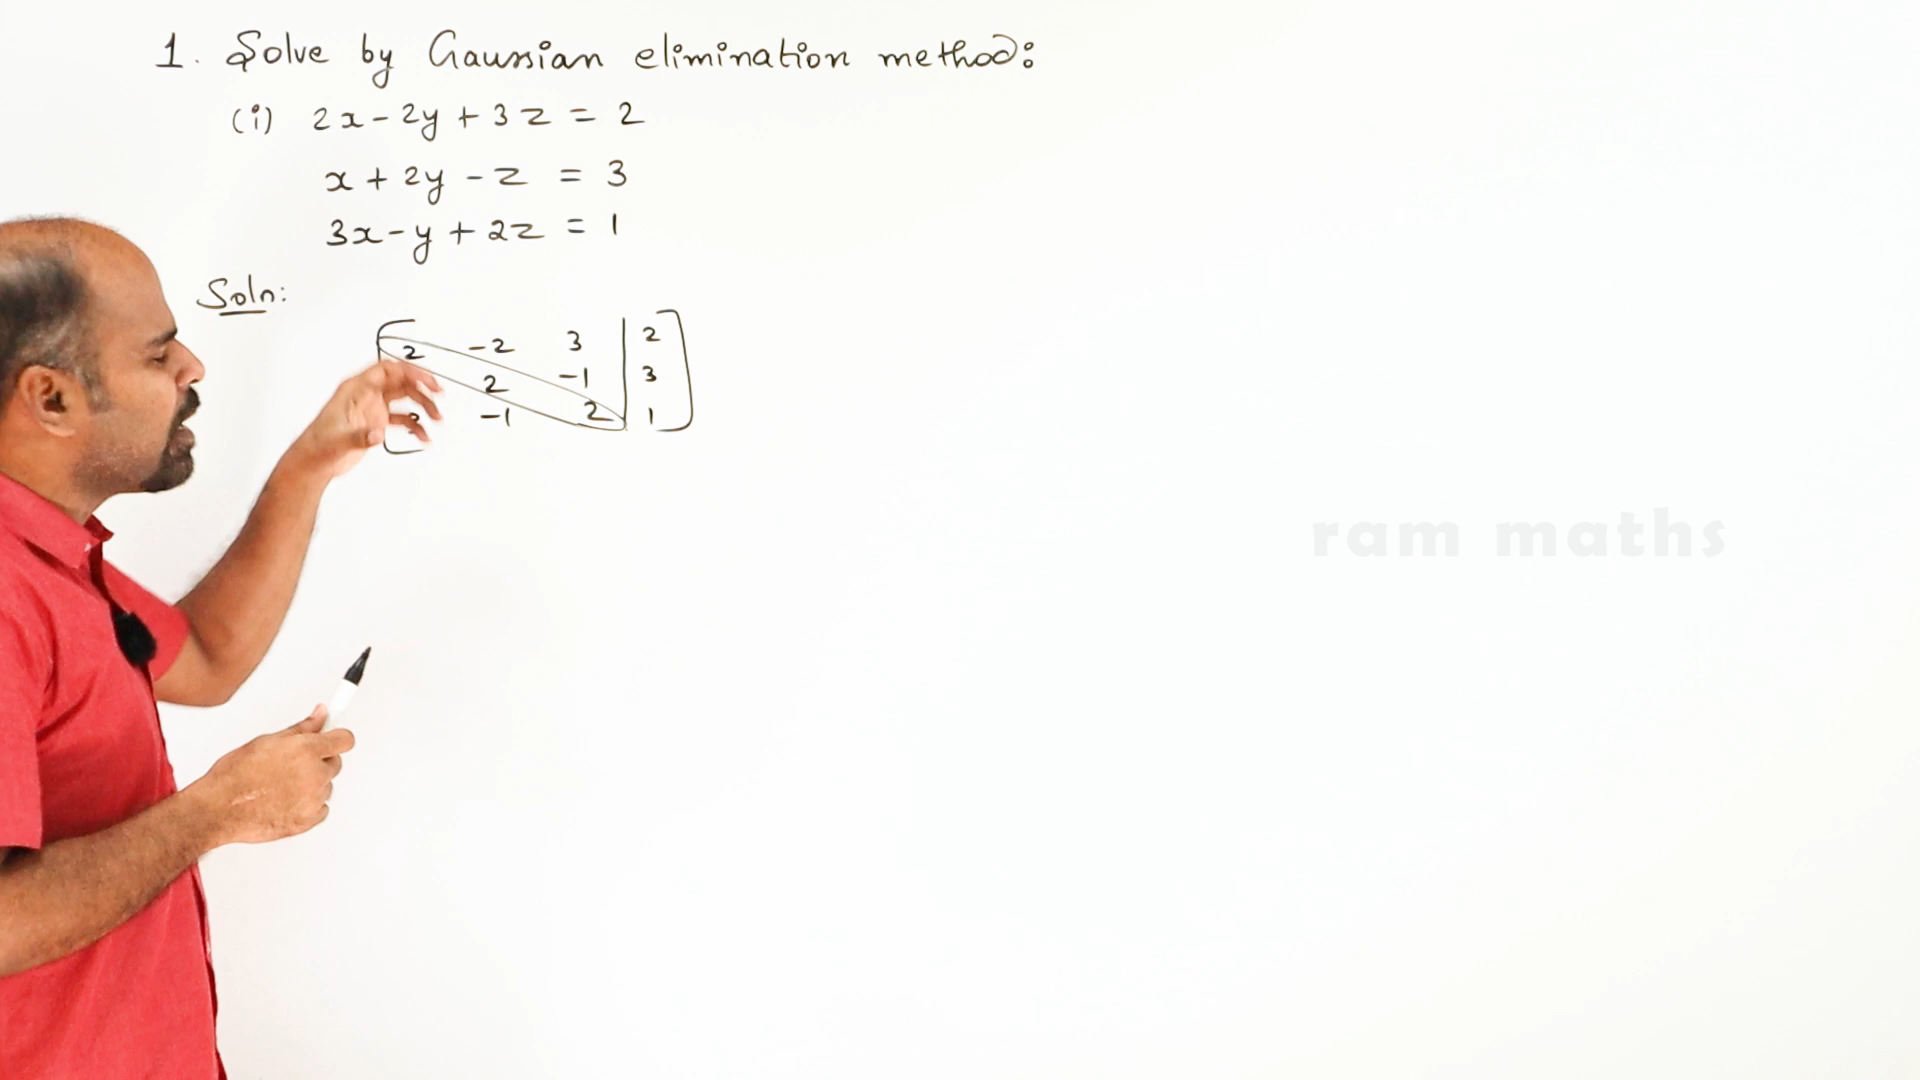 1. Solve by Gaussian elimination method:
(i) 2x - 2y + 3z = 2
x + 2y - z = 3
3x - y + 2z = 1
Soln:
2 -2 3 | 2
2 -1 | 3
-1 2 | 1
ram maths